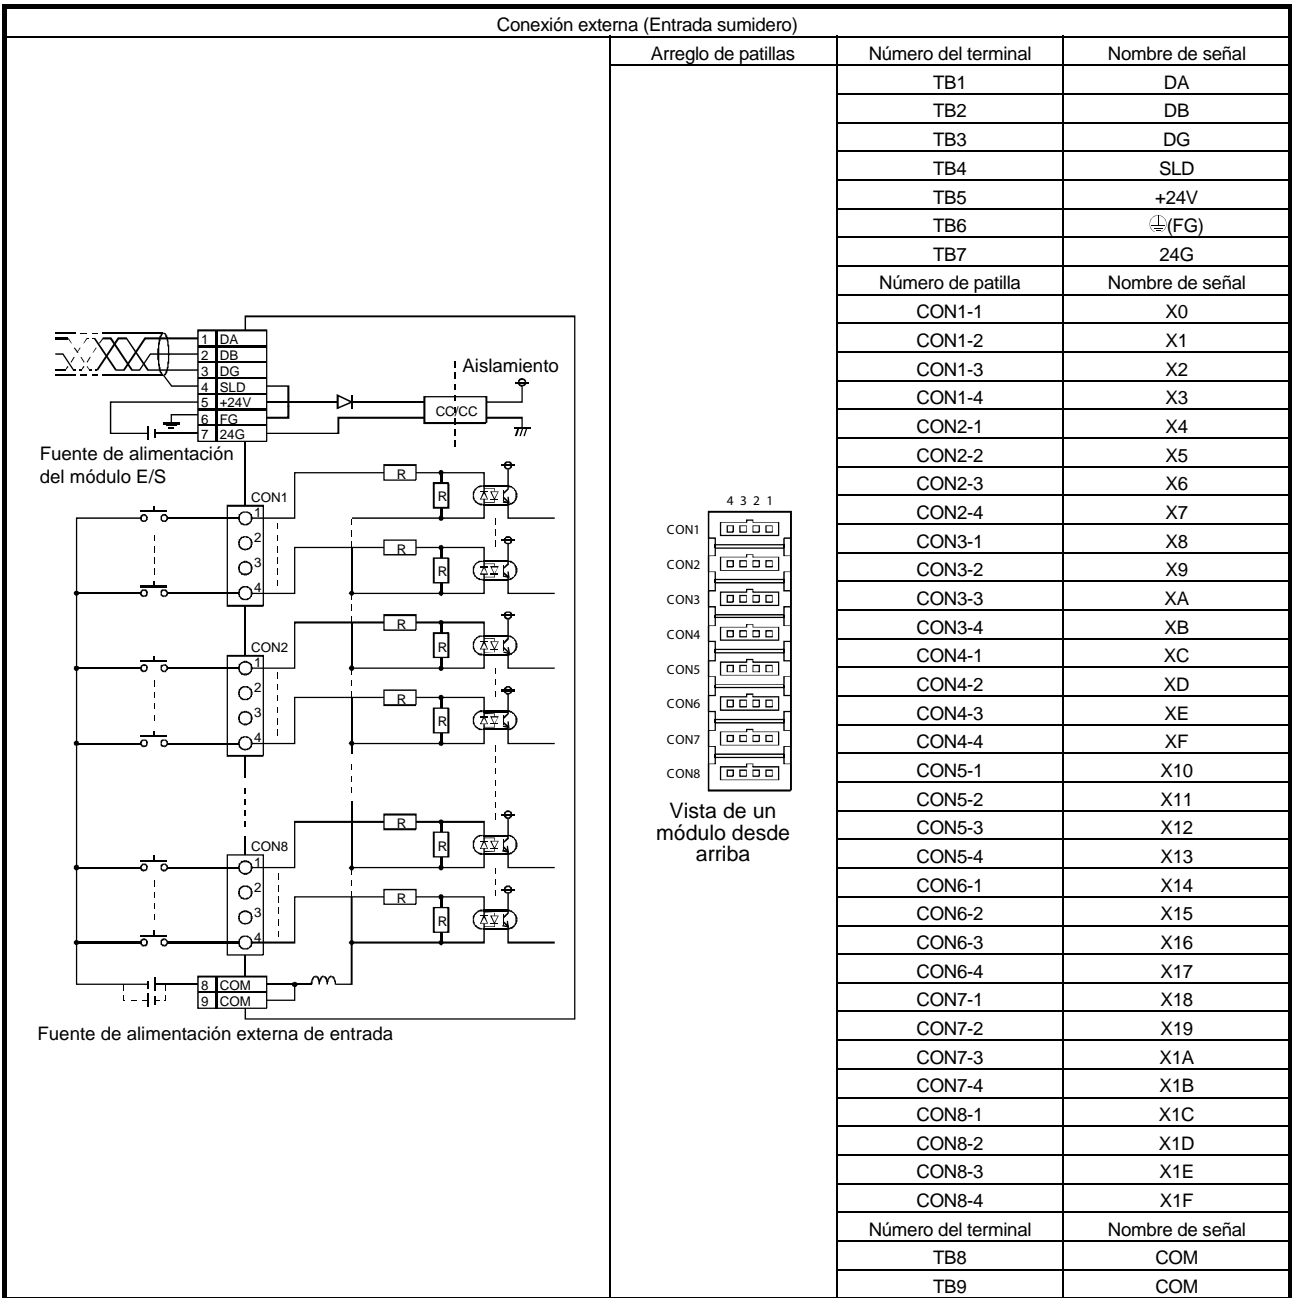 Conexión externa (Entrada sumidero)
Arreglo de patillas
Número del terminal Nombre de señal
TB1 DA
TB2 DB
TB3 DG
TB4 SLD
TB5 +24V
TB6 (FG)
TB7 24G
Número de patilla Nombre de señal
CON1-1 X0
CON1-2 X1
CON1-3 X2
CON1-4 X3
CON2-1 X4
CON2-2 X5
CON2-3 X6
CON2-4 X7
CON3-1 X8
CON3-2 X9
CON3-3 XA
CON3-4 XB
CON4-1 XC
CON4-2 XD
CON4-3 XE
CON4-4 XF
CON5-1 X10
CON5-2 X11
CON5-3 X12
CON5-4 X13
CON6-1 X14
CON6-2 X15
CON6-3 X16
CON6-4 X17
CON7-1 X18
CON7-2 X19
CON7-3 X1A
CON7-4 X1B
CON8-1 X1C
CON8-2 X1D
CON8-3 X1E
CON8-4 X1F
Número del terminal Nombre de señal
TB8 COM
TB9 COM
1 DA
2 DB
3 DG
4 SLD
5 +24V
6 FG
7 24G
Aislamiento
CC/CC
Fuente de alimentación
del módulo E/S
CON1
1
2
3
4
R
R
R
R
CON2
1
2
3
4
R
R
R
R
CON8
1
2
3
4
R
R
R
R
8 COM
9 COM
Fuente de alimentación externa de entrada
4 3 2 1
CON1
CON2
CON3
CON4
CON5
CON6
CON7
CON8
Vista de un
módulo desde
arriba